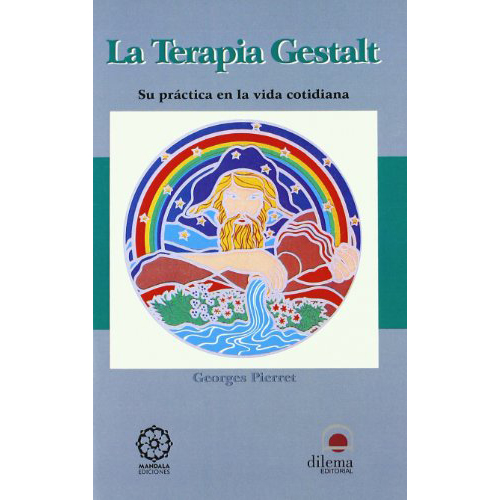 La Terapia Gestalt
Su práctica en la vida cotidiana
Georges Pierret
MANDALA
EDICIONES
dilema
EDITORIAL